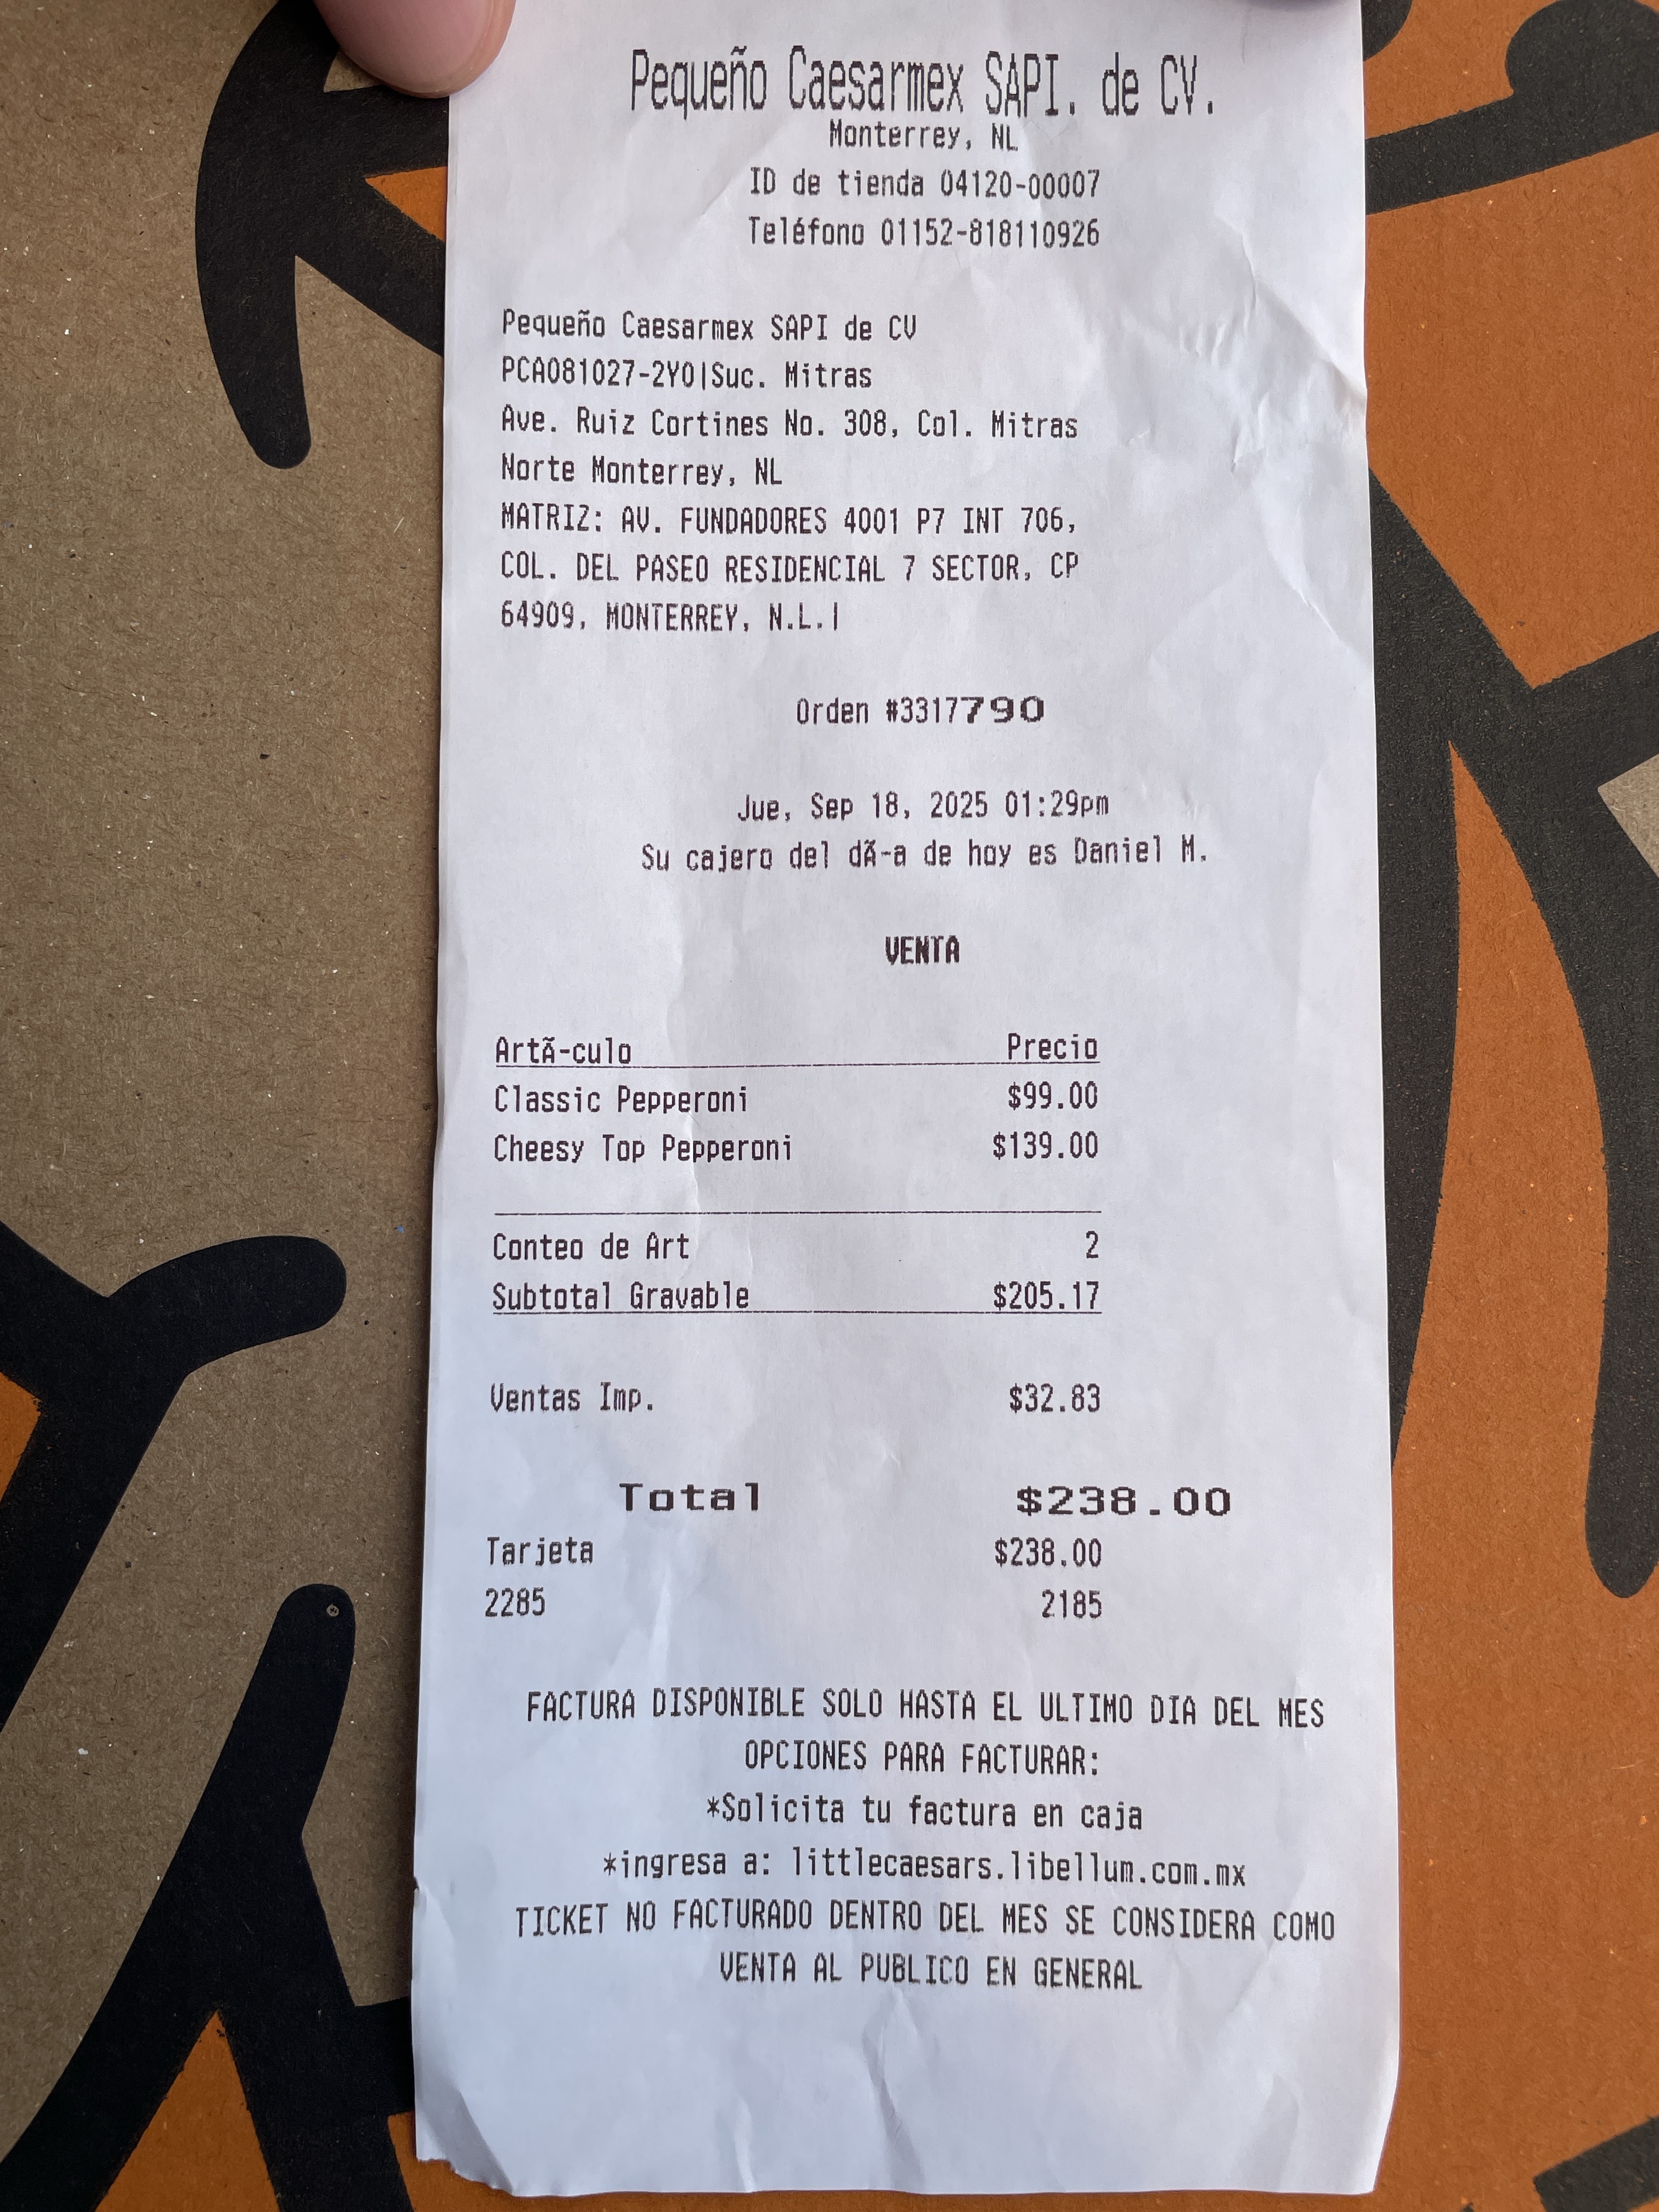 Pequeño Caesarmex SAPI. de CV.
Monterrey, NL
ID de tienda 04120-00007
Teléfono 01152-818110926
Pequeño Caesarmex SAPI de CV
PCA081027-2Y0|Suc. Mitras
Ave. Ruiz Cortines No. 308, Col. Mitras
Norte Monterrey, NL
MATRIZ: AV. FUNDADORES 4001 P7 INT 706,
COL. DEL PASEO RESIDENCIAL 7 SECTOR, CP
64909, MONTERREY, N.L.|
Orden #3317790
Jue, Sep 18, 2025 01:29pm
Su cajero del dÃ-a de hoy es Daniel M.
VENTA
ArtÃ-culo Precio
Classic Pepperoni $99.00
Cheesy Top Pepperoni $139.00
Conteo de Art 2
Subtotal Gravable $205.17
Ventas Imp. $32.83
Total $238.00
Tarjeta $238.00
2285 2185
FACTURA DISPONIBLE SOLO HASTA EL ULTIMO DIA DEL MES
OPCIONES PARA FACTURAR:
*Solicita tu factura en caja
*ingresa a: littlecaesars.libellum.com.mx
TICKET NO FACTURADO DENTRO DEL MES SE CONSIDERA COMO
VENTA AL PUBLICO EN GENERAL